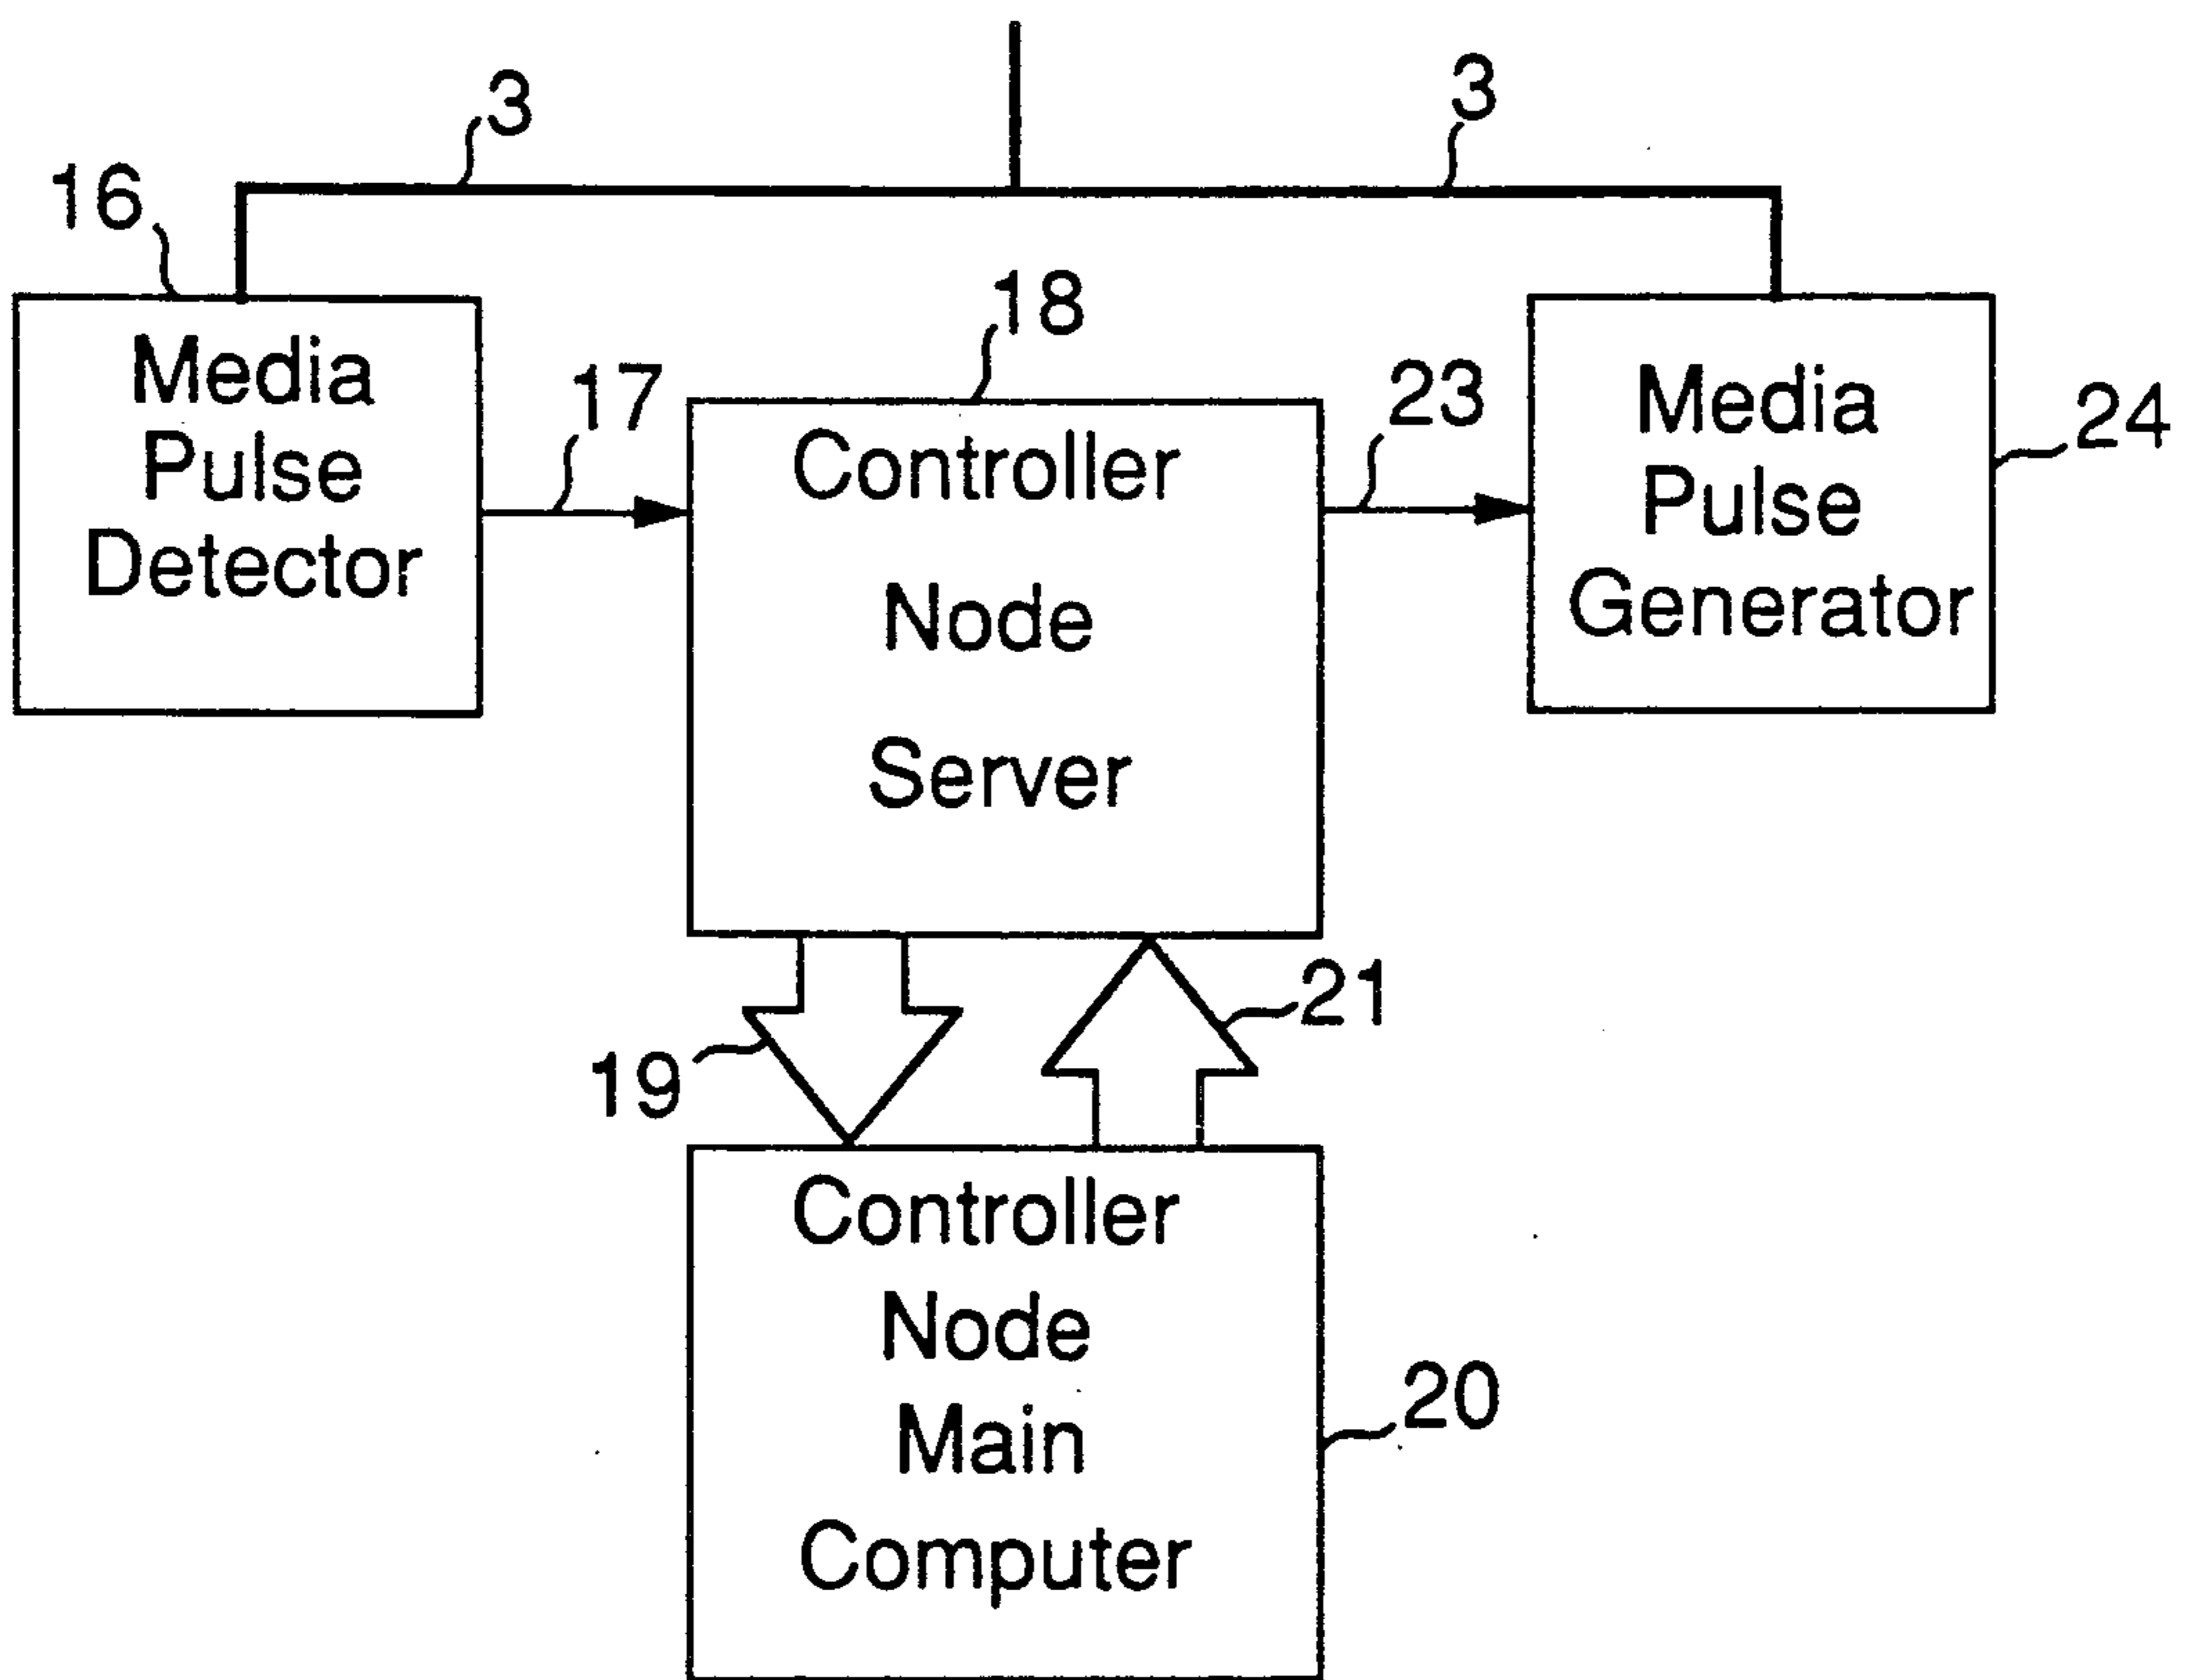 3
3
16
Media
Pulse
Detector
17
18
Controller
Node
Server
23
Media
Pulse
Generator
24
19
21
Controller
Node
Main
Computer
20